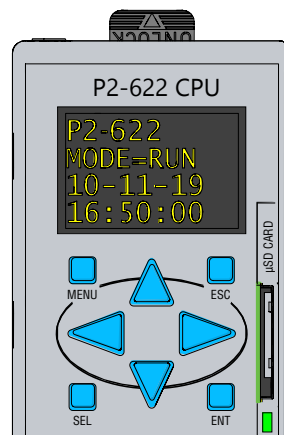 UNLOCK
P2-622 CPU
P2-622
MODE=RUN
10-11-19
16:50:00
µSD CARD
MENU
ESC
SEL
ENT